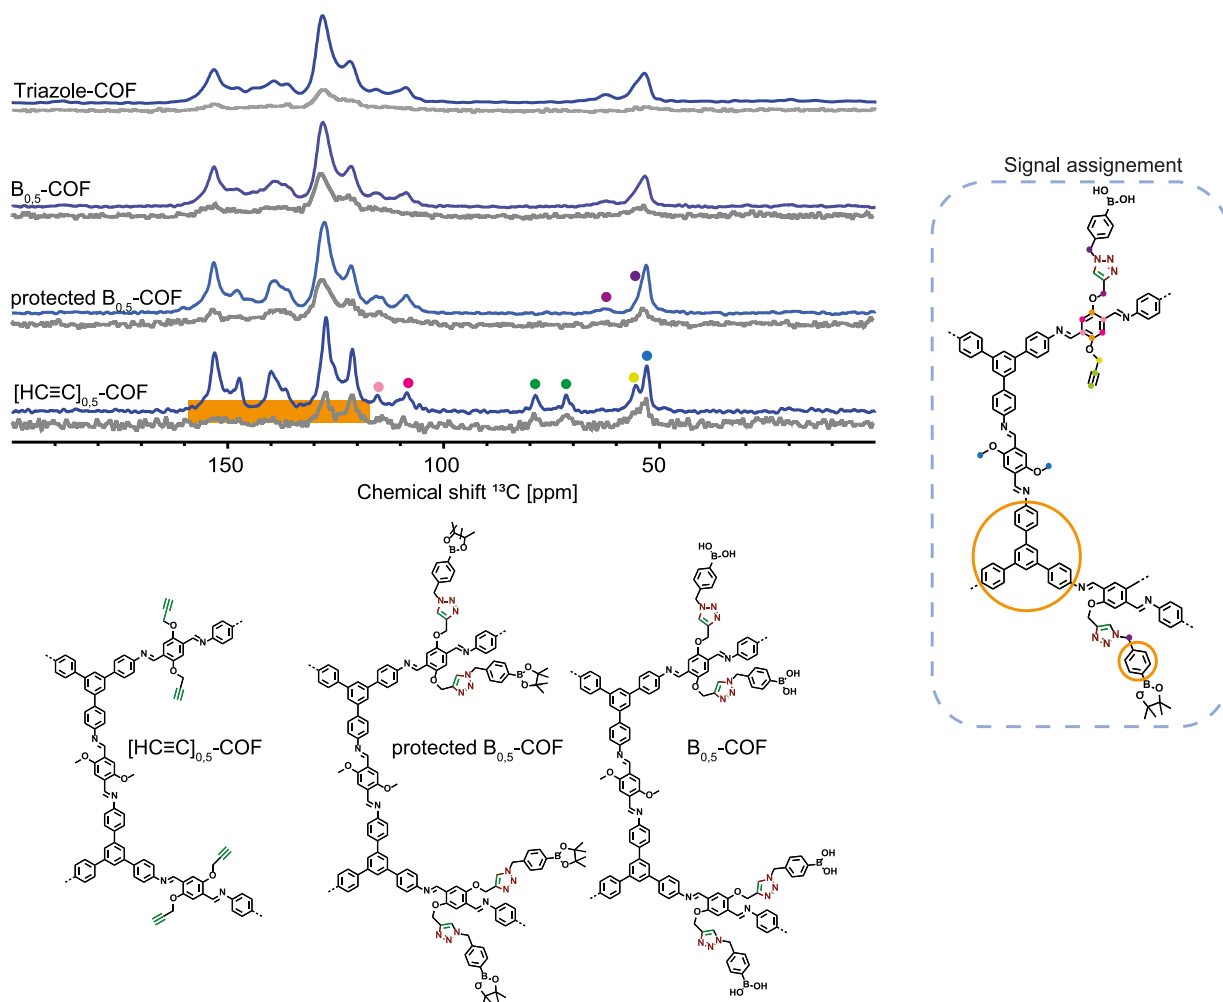 Triazole-COF
B0,5-COF
protected B0,5-COF
[HC≡C]0,5-COF
150
100
50
Chemical shift ¹³C [ppm]
Signal assignement
HO
B-OH
N-N
N
O
N
O
N
O
O
N
N
O
N
N
N-N
B-O
O
O
O
N
N
N
O
O
N
[HC≡C]0,5-COF
O
O
N
N
O
B-O
N-N
N
O
N
N
O
N
N=N
B-O
O
N
O
O
protected B0,5-COF
N
N
O
N
O
N
N=N
B-O
O
N
N=N
B-O
O
HO
B-OH
N-N
N
O
N
N
O
N
N=N
B-OH
OH
N
O
O
B0,5-COF
N
N
O
N
O
N
N=N
B-OH
OH
N
N=N
HO
B-OH